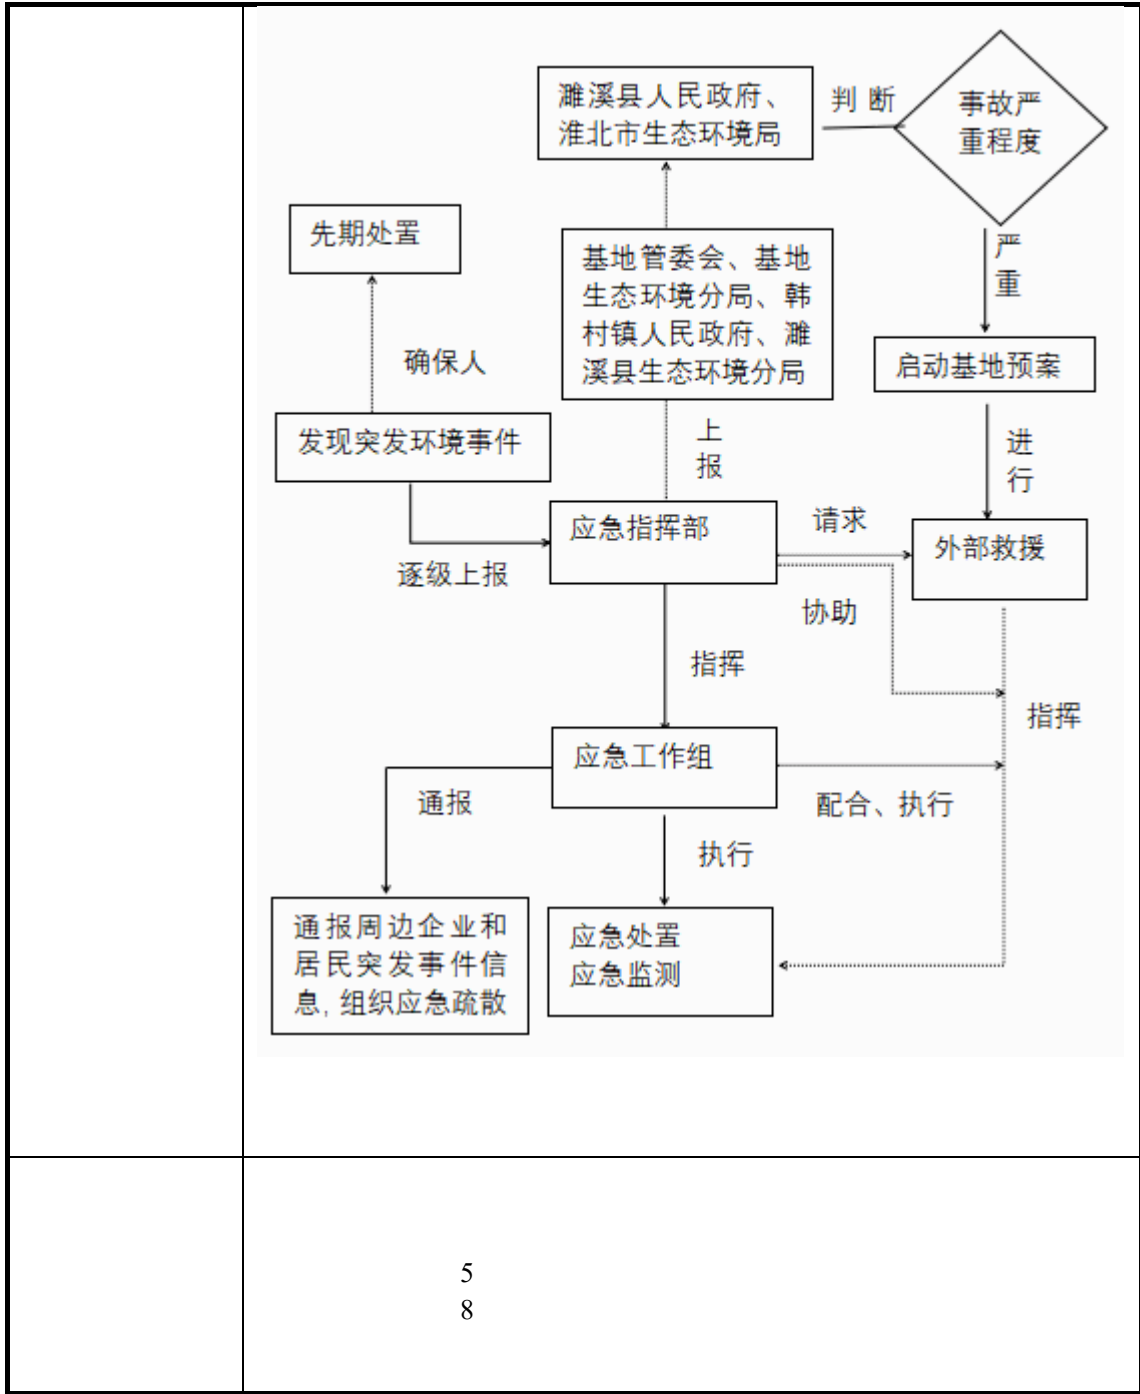 濉溪县人民政府、
淮北市生态环境局
判 断
事故严
重程度
先期处置
基地管委会、基地
生态环境分局、韩
村镇人民政府、濉
溪县生态环境分局
严
重
确保人
启动基地预案
发现突发环境事件
上
报
进
行
应急指挥部
请求
外部救援
逐级上报
协助
指挥
指挥
应急工作组
通报
配合、执行
执行
通报周边企业和
居民突发事件信
息,组织应急疏散
应急处置
应急监测
5
8